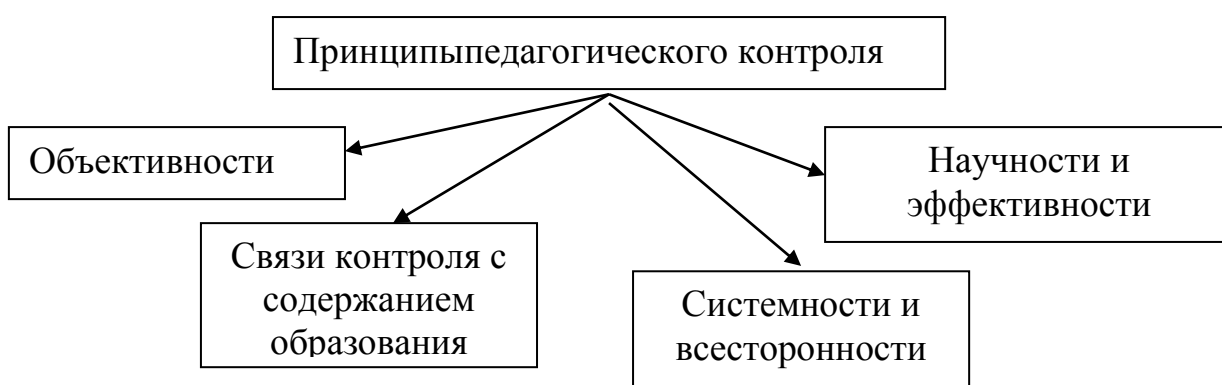 Принципыпедагогического контроля
Объективности
Научности и
эффективности
Связи контроля с
содержанием
образования
Системности и
всесторонности